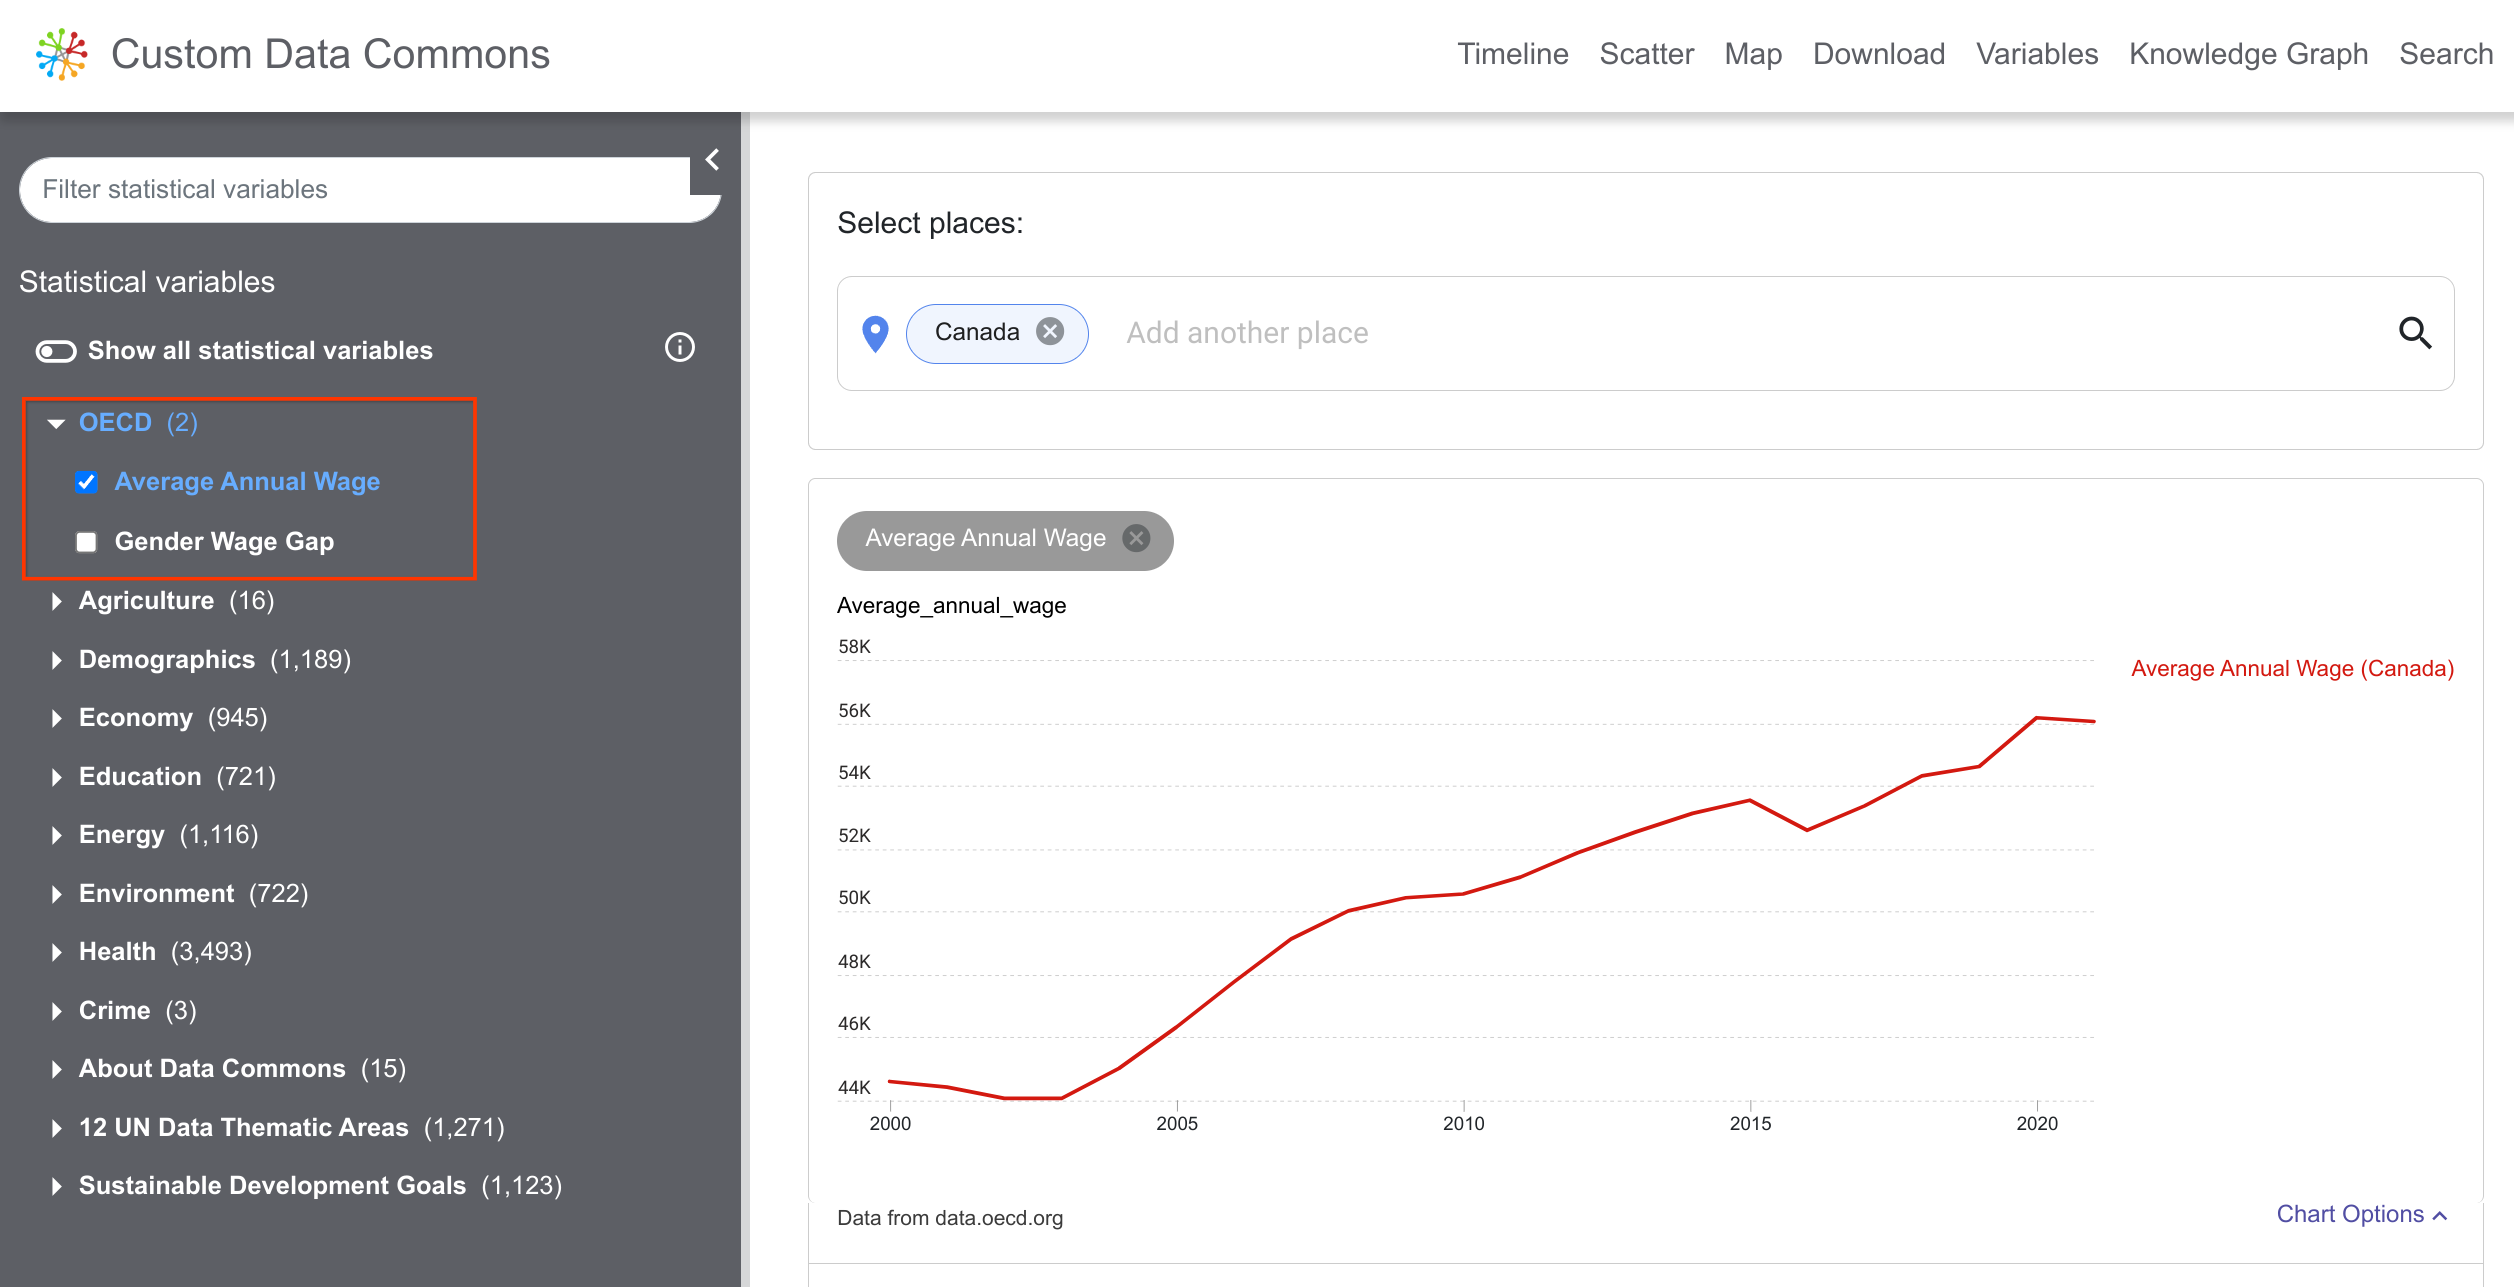 Custom Data Commons
Timeline Scatter Map Download Variables Knowledge Graph Search
Filter statistical variables
Statistical variables
Show all statistical variables
OECD (2)
Average Annual Wage
Gender Wage Gap
Agriculture (16)
Demographics (1,189)
Economy (945)
Education (721)
Energy (1,116)
Environment (722)
Health (3,493)
Crime (3)
About Data Commons (15)
12 UN Data Thematic Areas (1,271)
Sustainable Development Goals (1,123)
Select places:
Canada
Add another place
Average Annual Wage
Average_annual_wage
58K
56K
54K
52K
50K
48K
46K
44K
2000 2005 2010 2015 2020
Average Annual Wage (Canada)
Data from data.oecd.org
Chart Options